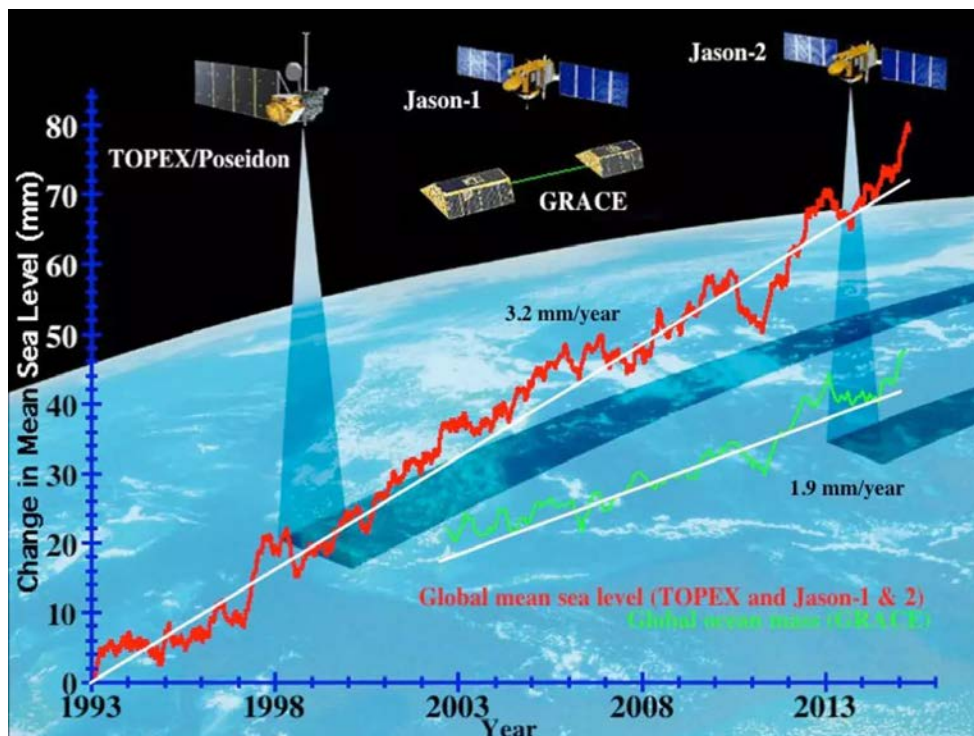 TOPEX/Poseidon
Jason-1
Jason-2
GRACE
Change in Mean Sea Level (mm)
80
70
60
50
40
30
20
10
0
3.2 mm/year
1.9 mm/year
Global mean sea level (TOPEX and Jason-1 & 2)
Global ocean mass (GRACE)
1993 1998 2003 2008 2013
Year